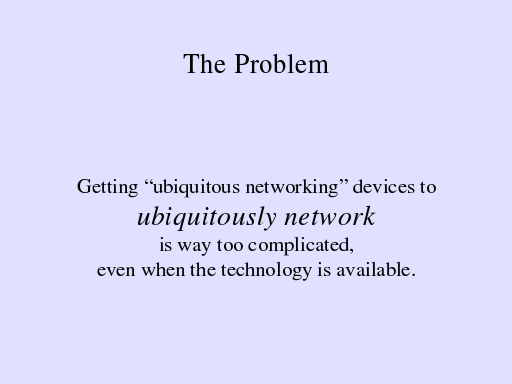 The Problem
Getting “ubiquitous networking” devices to
ubiquitously network
is way too complicated,
even when the technology is available.